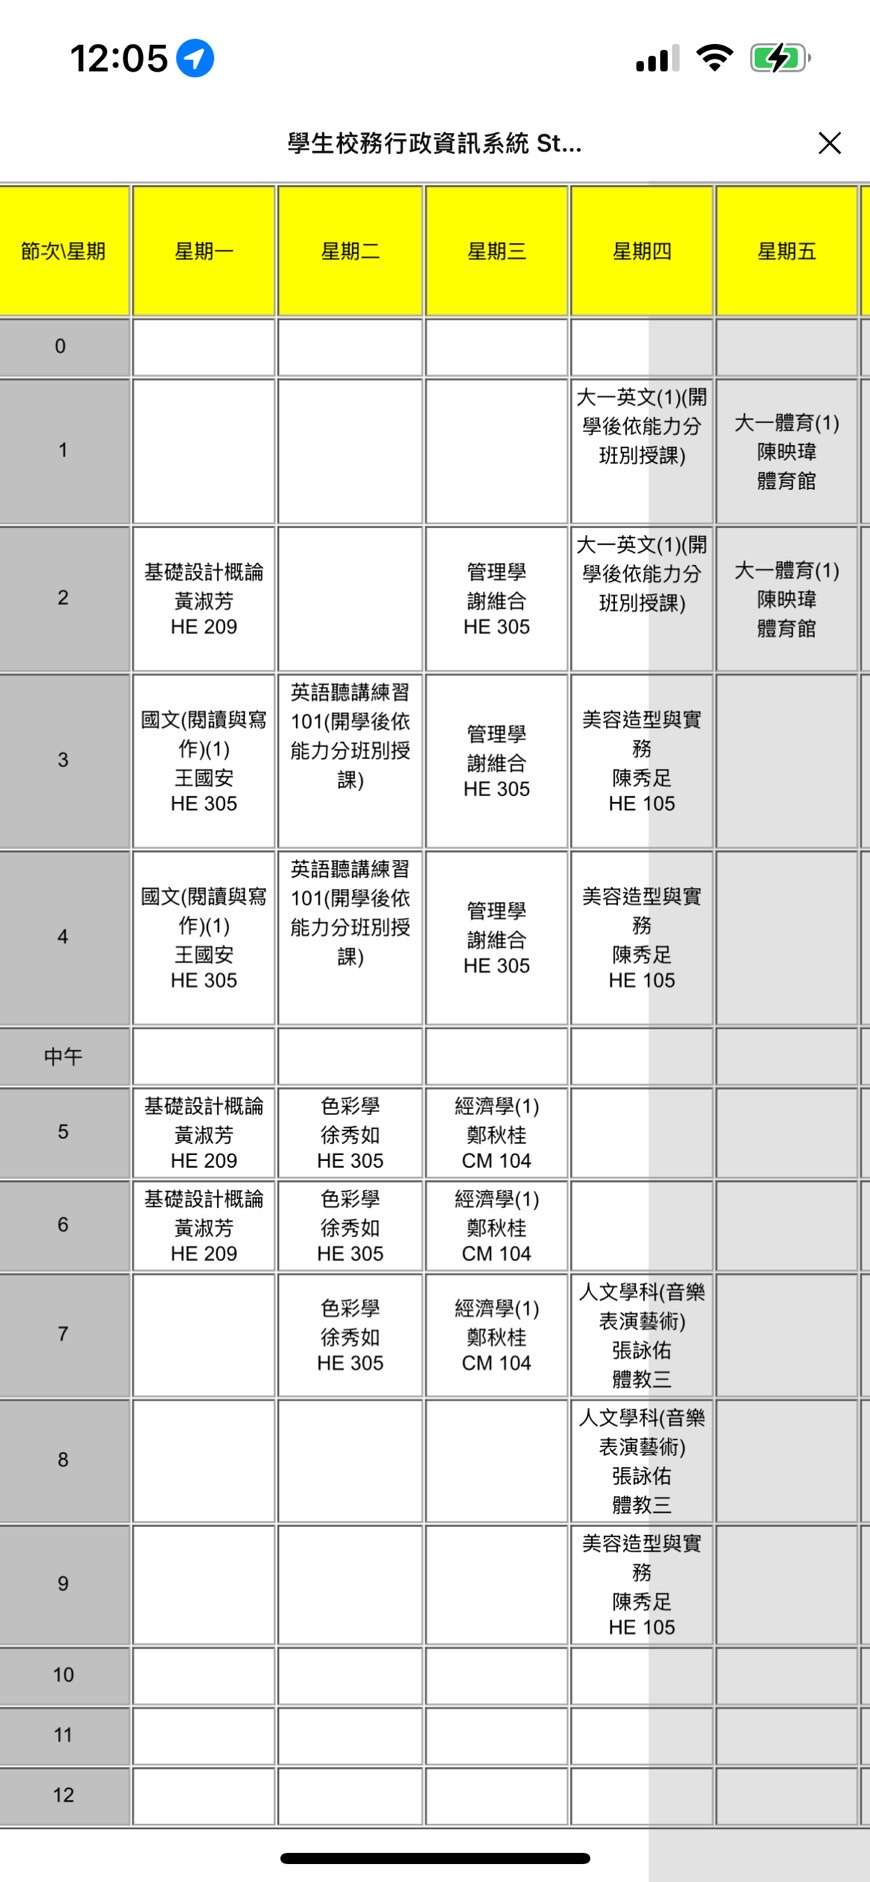 12:05
學生校務行政資訊系統 St...
節次\星期
星期一
星期二
星期三
星期四
星期五
0
1
大一英文(1)(開
學後依能力分
班別授課)
大一體育(1)
陳映瑋
體育館
2
基礎設計概論
黃淑芳
HE 209
管理學
謝維合
HE 305
大一英文(1)(開
學後依能力分
班別授課)
大一體育(1)
陳映瑋
體育館
3
國文(閱讀與寫
作)(1)
王國安
HE 305
英語聽講練習
101(開學後依
能力分班別授
課)
管理學
謝維合
HE 305
美容造型與實
務
陳秀足
HE 105
4
國文(閱讀與寫
作)(1)
王國安
HE 305
英語聽講練習
101(開學後依
能力分班別授
課)
管理學
謝維合
HE 305
美容造型與實
務
陳秀足
HE 105
中午
5
基礎設計概論
黃淑芳
HE 209
色彩學
徐秀如
HE 305
經濟學(1)
鄭秋桂
CM 104
6
基礎設計概論
黃淑芳
HE 209
色彩學
徐秀如
HE 305
經濟學(1)
鄭秋桂
CM 104
7
色彩學
徐秀如
HE 305
經濟學(1)
鄭秋桂
CM 104
人文學科(音樂
表演藝術)
張詠佑
體教三
8
人文學科(音樂
表演藝術)
張詠佑
體教三
9
美容造型與實
務
陳秀足
HE 105
10
11
12